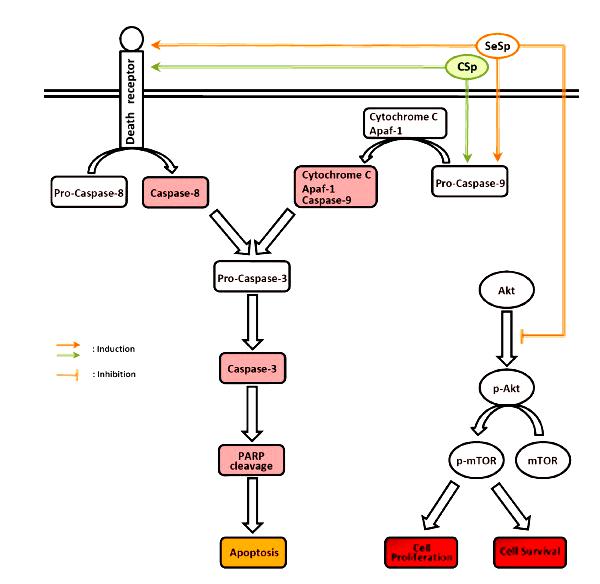 SeSp
CSp
Death receptor
Cytochrome C
Apaf-1
Pro-Caspase-8
Caspase-8
Cytochrome C
Apaf-1
Caspase-9
Pro-Caspase-9
Pro-Caspase-3
Akt
: Induction
: Inhibition
Caspase-3
p-Akt
PARP
cleavage
p-mTOR
mTOR
Apoptosis
Cell
Proliferation
Cell Survival